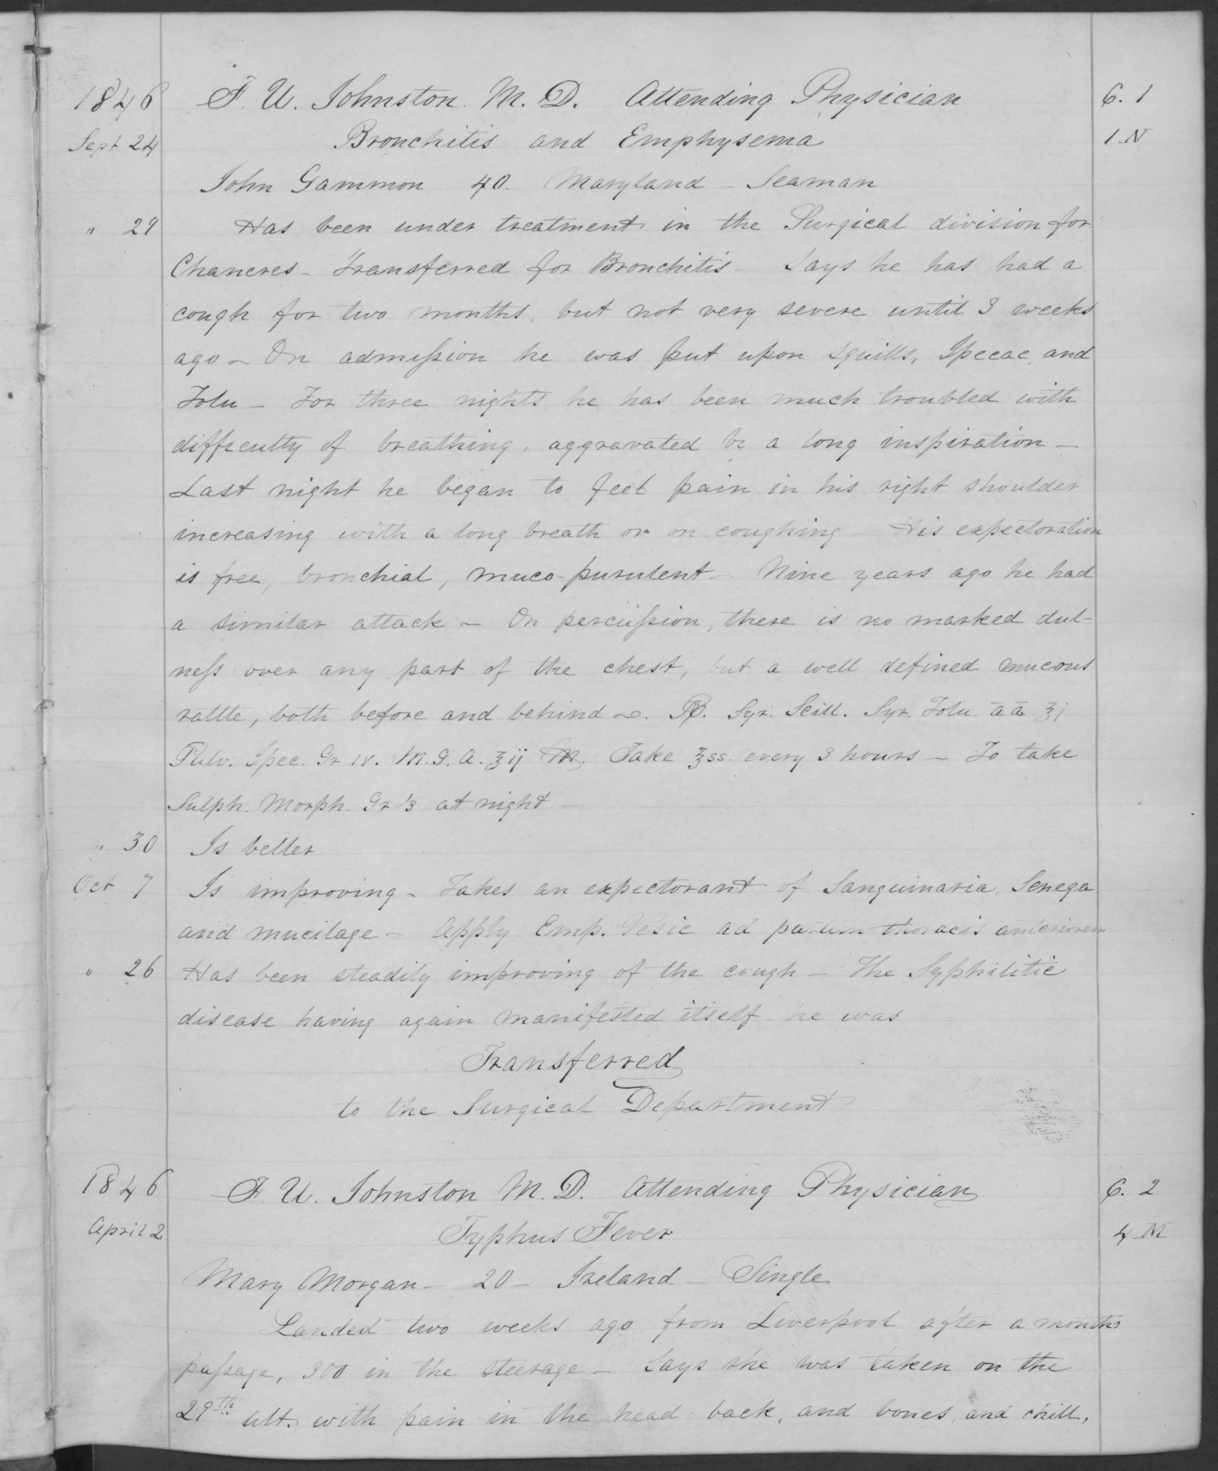 1846 F. U. Johnston M. D. Attending Physician C. 1
Sept 24 Bronchitis and Emphysema 1 N
John Gammon 40. Maryland - Seaman
" 29 Has been under treatment in the Surgical division for
Chancres - Transferred for Bronchitis - Says he has had a
cough for two months, but not very severe until 3 weeks
ago - On admission he was put upon Squills, Ipecac, and
Tolu - For three nights he has been much troubled with
difficulty of breathing, aggravated by a long inspiration -
Last night he began to feel pain in his right shoulder
increasing with a long breath or on coughing - His expectoration
is free, bronchial, muco-purulent - Nine years ago he had
a similar attack - On percussion, there is no marked dul-
ness over any part of the chest, but a well defined mucous
rattle, both before and behind -. ℞. Syr. Scill. Syr. Tolu. āā ʒj
Pulv. Ipec. Gr iv. M. G. A. ʒij M. Take ʒss. every 3 hours - To take
Sulph. Morph. Gr ⅓ at night -
" 30 Is better
Oct 7 Is improving - Takes an expectorant of Sanguinaria, Senega
and mucilage - Apply Emp. Vesic ad partem thoracis anteriorem
" 26 Has been steadily improving of the cough - The Syphilitic
disease having again manifested itself he was
Transferred
to the Surgical Department
1846 F. U. Johnston M. D. Attending Physician C. 2
April 2 Typhus Fever 4 M
Mary Morgan - 20 - Ireland - Single
Landed two weeks ago from Liverpool after a months
passage, 300 in the steerage - Says she was taken on the
29th ult. with pain in the head back, and bones, and chill,